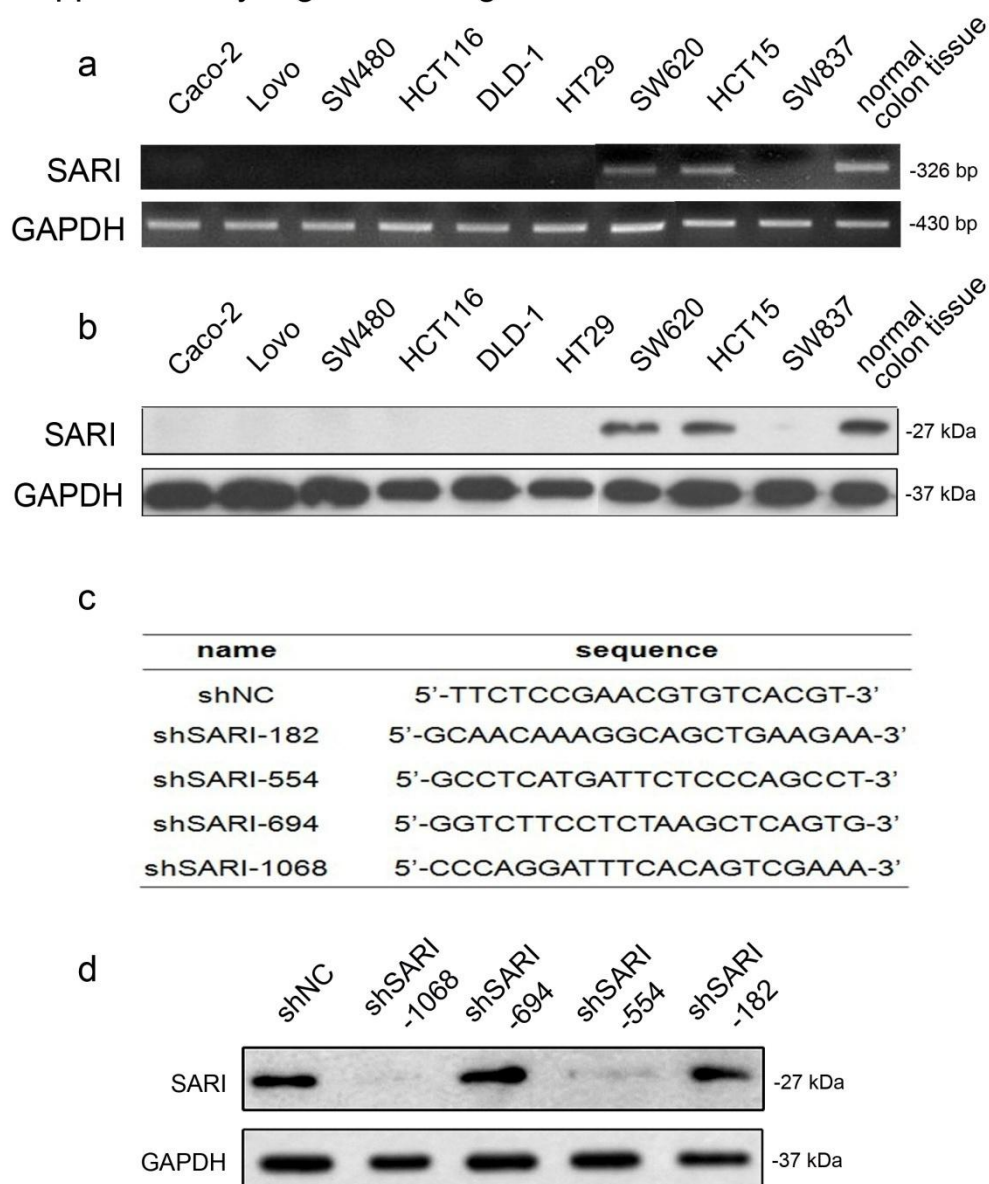 a
Caco-2 Lovo SW480 HCT116 DLD-1 HT29 SW620 HCT15 SW837 normal colon tissue
SARI -326 bp
GAPDH -430 bp
b
Caco-2 Lovo SW480 HCT116 DLD-1 HT29 SW620 HCT15 SW837 normal colon tissue
SARI -27 kDa
GAPDH -37 kDa
c
name sequence
shNC 5'-TTCTCCGAACGTGTCACGT-3'
shSARI-182 5'-GCAACAAAGGCAGCTGAAGAA-3'
shSARI-554 5'-GCCTCATGATTCTCCCAGCCT-3'
shSARI-694 5'-GGTCTTCCTCTAAGCTCAGTG-3'
shSARI-1068 5'-CCCAGGATTTCACAGTCGAAA-3'
d
shNC shSARI -1068 shSARI -694 shSARI -554 shSARI -182
SARI -27 kDa
GAPDH -37 kDa